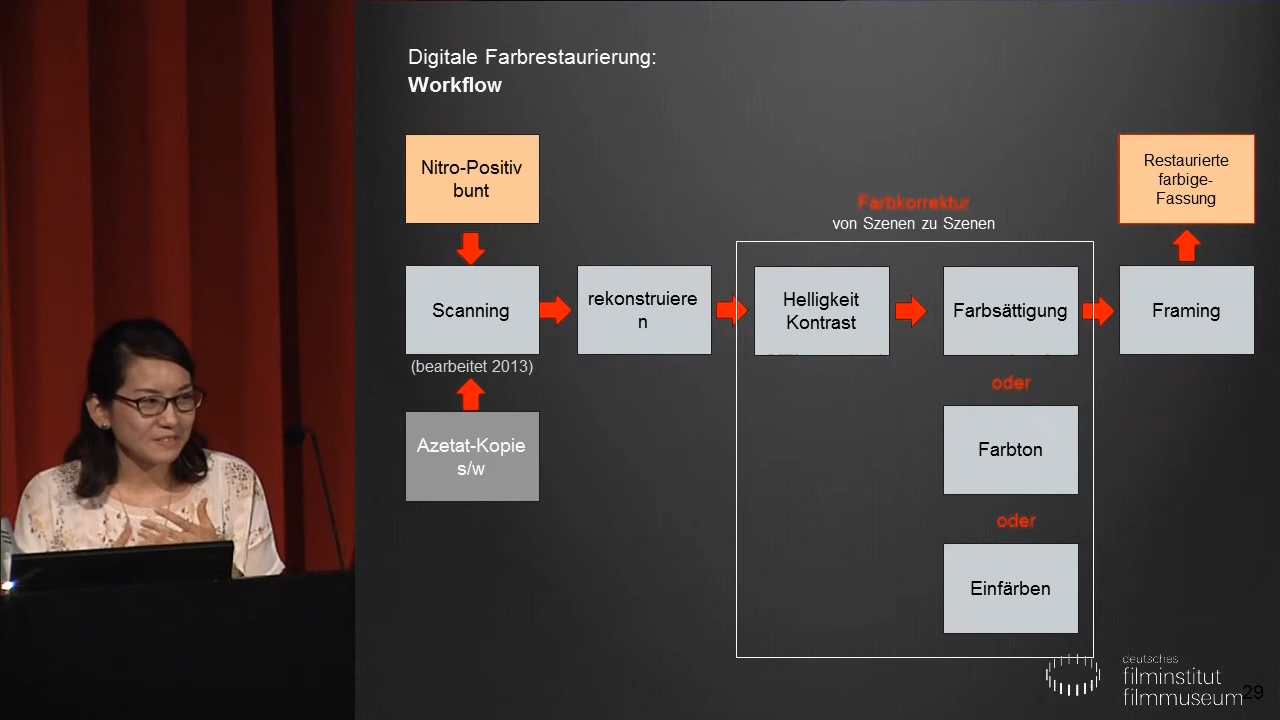 Digitale Farbrestaurierung:
Workflow
Nitro-Positiv
bunt
Restaurierte
farbige-
Fassung
Farbkorrektur
von Szenen zu Szenen
Scanning
rekonstruiere
n
Helligkeit
Kontrast
Farbsättigung
Framing
(bearbeitet 2013)
oder
Azetat-Kopie
s/w
Farbton
oder
Einfärben
deutsches
filminstitut
filmmuseum
29